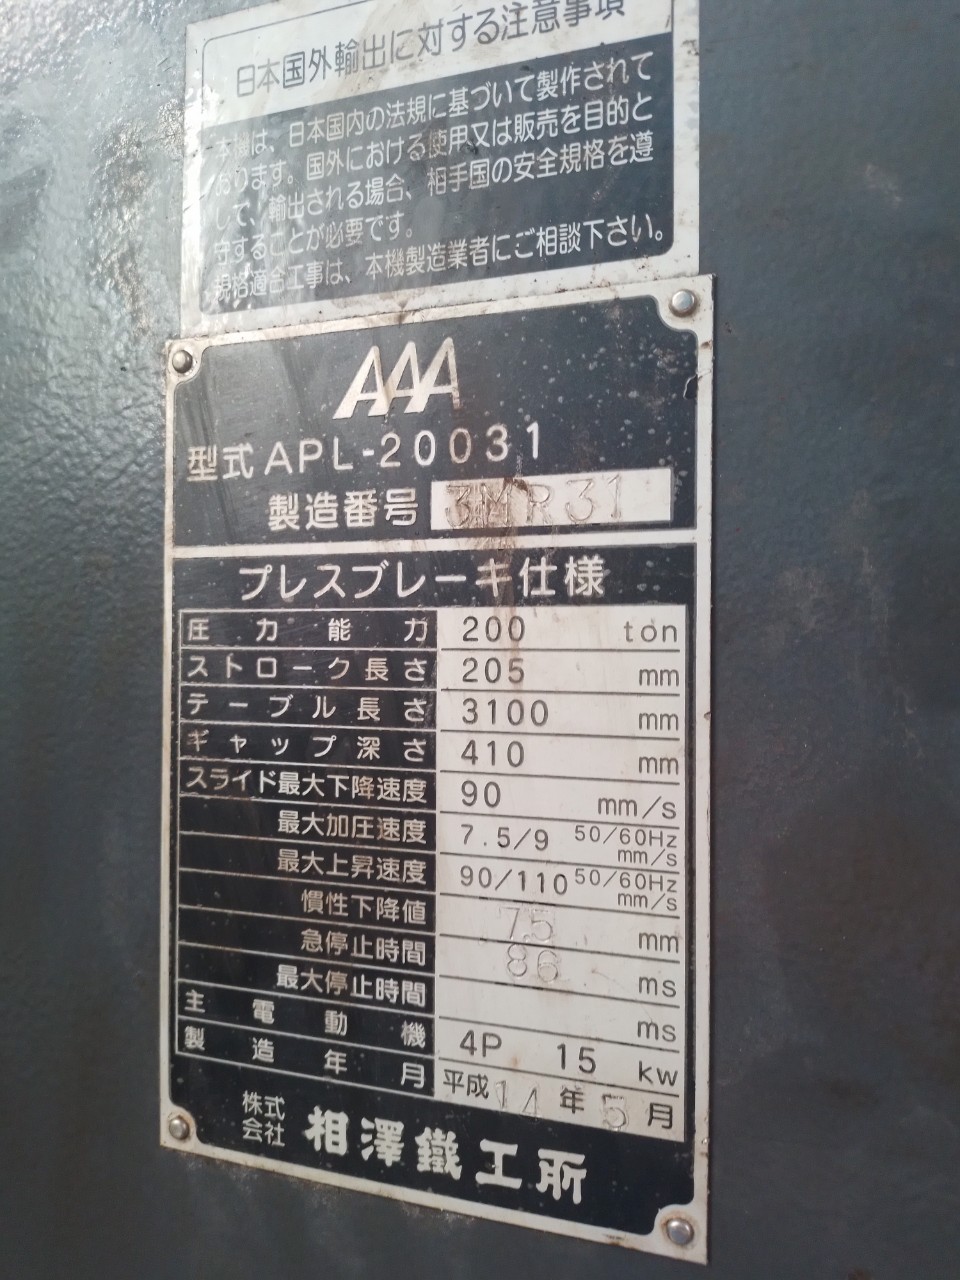 日本国外輸出に対する注意事項
本機は、日本国内の法規に基づいて製作されて
おります。国外における使用又は販売を目的と
して、輸出される場合、相手国の安全規格を遵
守することが必要です。
規格適合工事は、本機製造業者にご相談下さい。
AAA
型式 APL-20031
製造番号 3MR31
プレスブレーキ仕様
圧力能力 200 ton
ストローク長さ 205 mm
テーブル長さ 3100 mm
ギャップ深さ 410 mm
スライド最大下降速度 90 mm/s
最大加圧速度 7.5/9 50/60Hz mm/s
最大上昇速度 90/110 50/60Hz mm/s
慣性下降値 7.5 mm
急停止時間 86 ms
最大停止時間 ms
主電動機 4P 15 kw
製造年月 平成14年5月
株式会社 相澤鐵工所